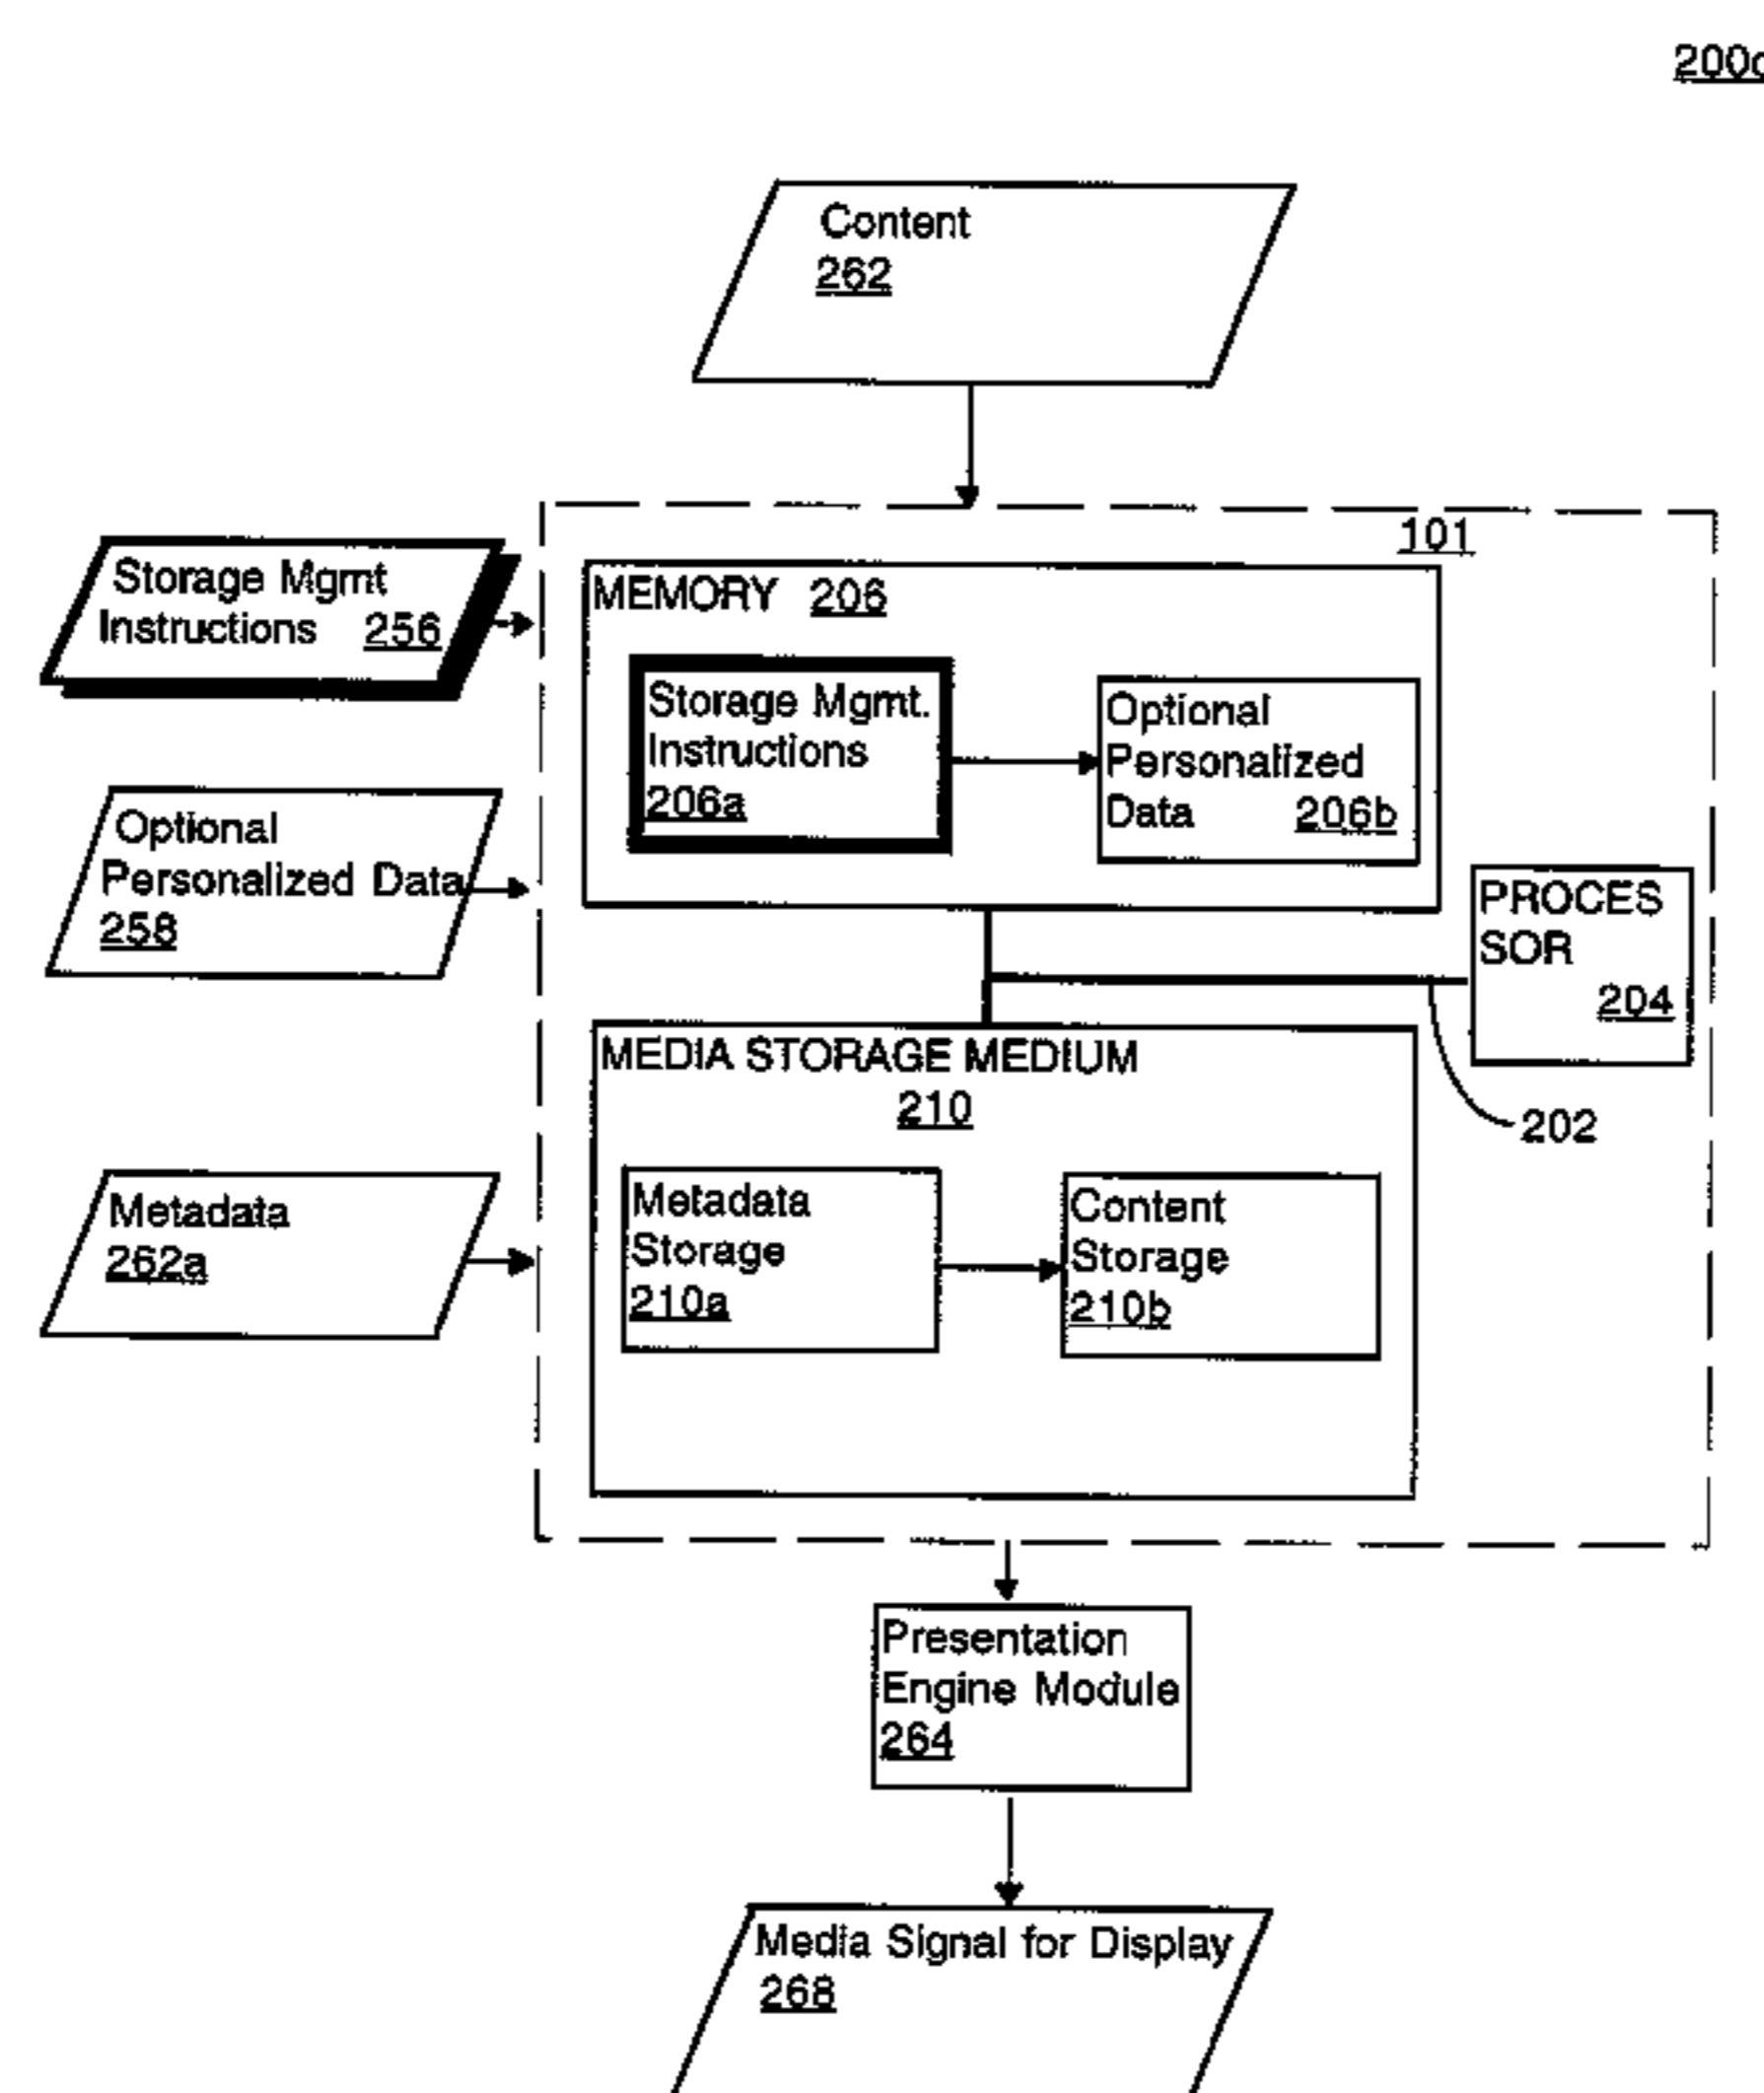 200c
Content
262
101
Storage Mgmt
Instructions 256
MEMORY 206
Storage Mgmt.
Instructions
206a
Optional
Personalized
Data 206b
Optional
Personalized Data
258
PROCES
SOR
204
MEDIA STORAGE MEDIUM
210
202
Metadata
262a
Metadata
Storage
210a
Content
Storage
210b
Presentation
Engine Module
264
Media Signal for Display
268